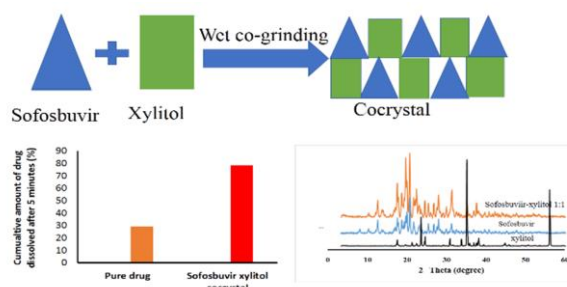 Wet co-grinding
Sofosbuvir
Xylitol
Cocrystal
Cumulative amount of drug
dissolved after 5 minutes (%)
90
80
70
60
50
40
30
20
10
0
Pure drug
Sofosbuvir xylitol
cocrystal
Sofosbuviir-xylitol 1:1
Sofosbuvir
xylitol
0
10
20
30
40
50
60
2 Theta (degree)